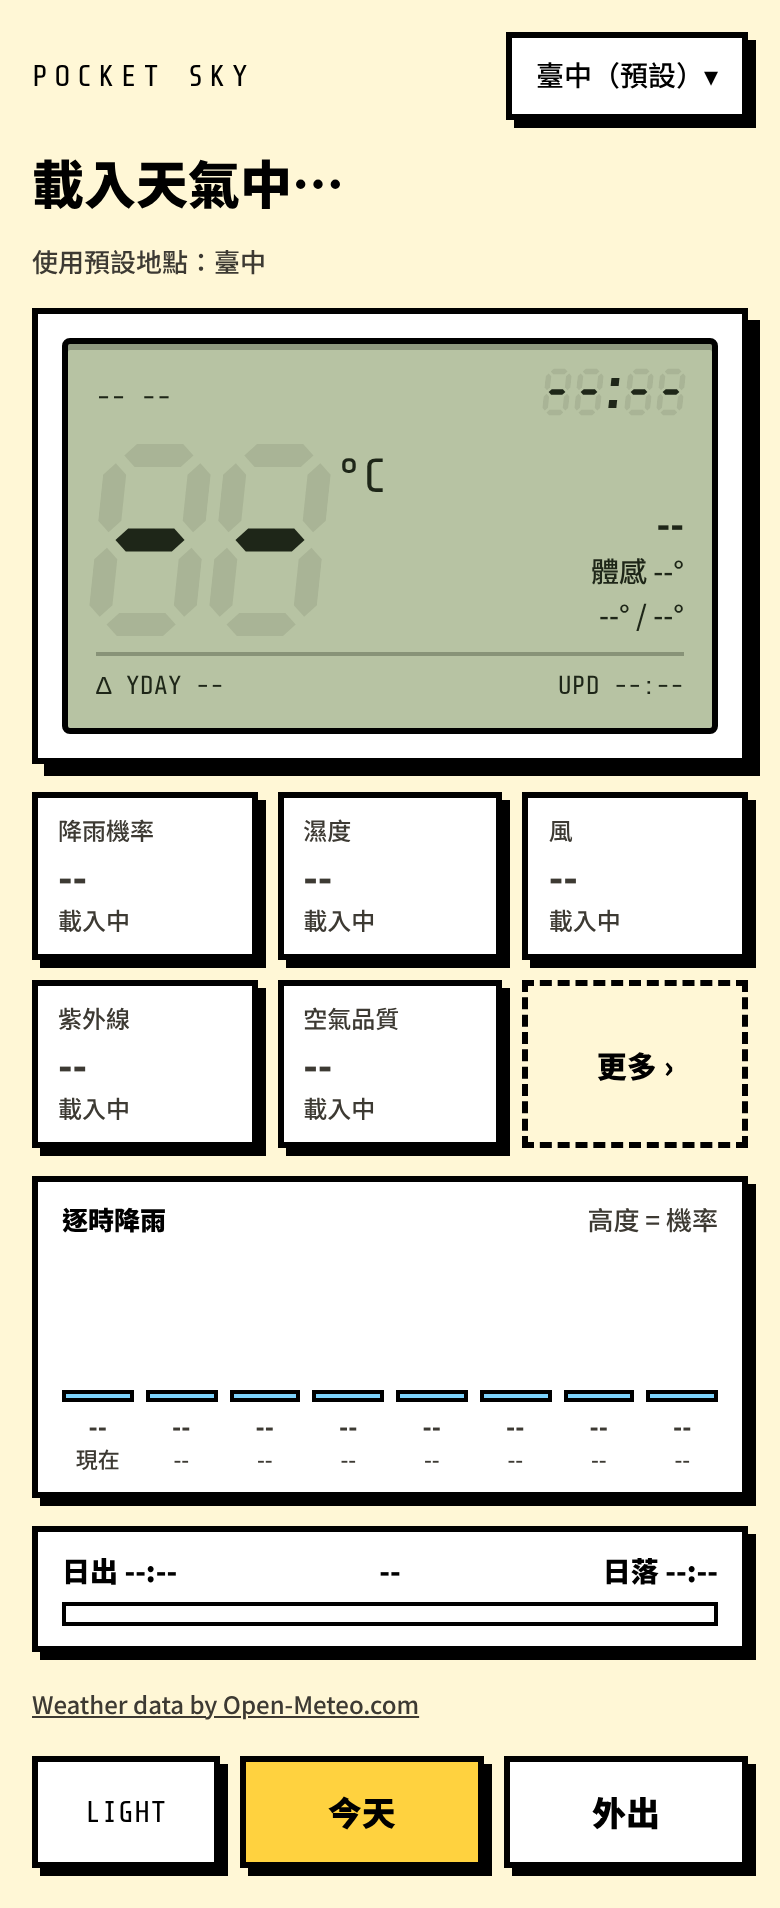 POCKET SKY
臺中（預設）▼
載入天氣中…
使用預設地點：臺中
-- --
--:--
--°C
--
體感 --°
--° / --°
Δ YDAY --
UPD --:--
降雨機率
--
載入中
濕度
--
載入中
風
--
載入中
紫外線
--
載入中
空氣品質
--
載入中
更多 ›
逐時降雨
高度 = 機率
-- -- -- -- -- -- -- --
現在 -- -- -- -- -- -- --
日出 --:--
--
日落 --:--
Weather data by Open-Meteo.com
LIGHT
今天
外出